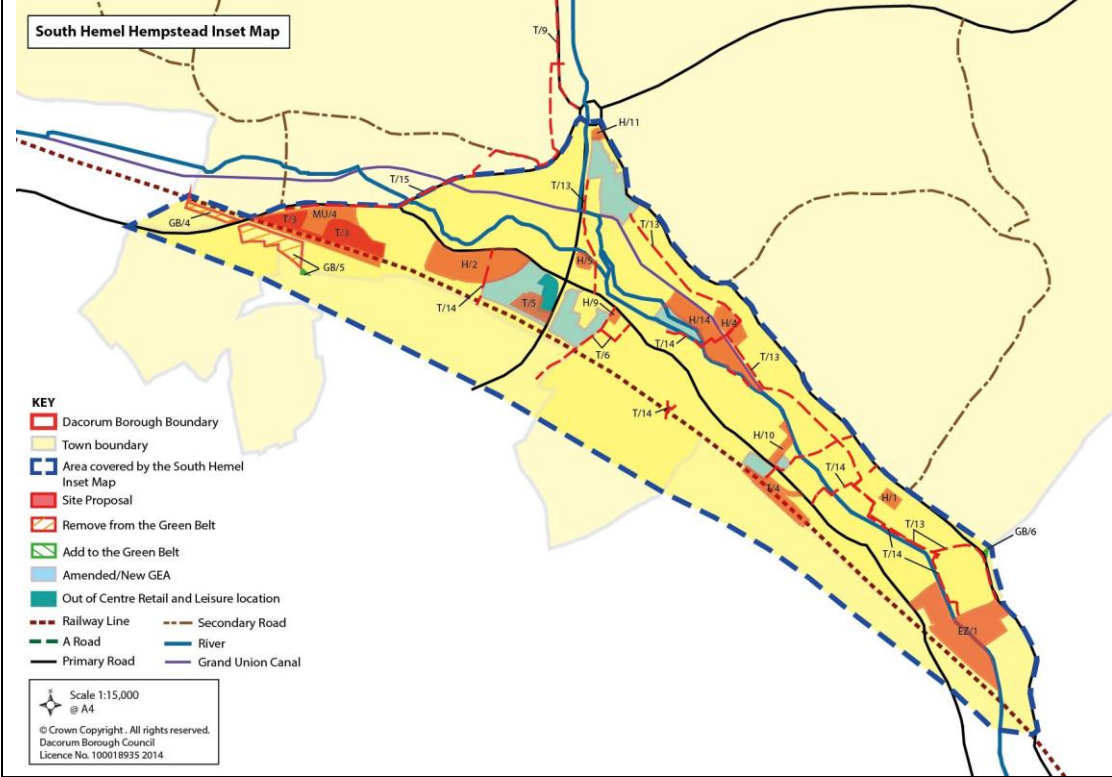 South Hemel Hempstead Inset Map
T/9
H/11
T/15
T/13
T/13
GB/4
T/3
MU/4
T/3
GB/5
H/2
H/5
T/14
T/5
H/9
H/14
H/4
T/14
T/13
T/6
T/14
H/10
T/4
T/14
H/1
T/13
T/14
GB/6
EZ/1
KEY
Dacorum Borough Boundary
Town boundary
Area covered by the South Hemel
Inset Map
Site Proposal
Remove from the Green Belt
Add to the Green Belt
Amended/New GEA
Out of Centre Retail and Leisure location
Railway Line
Secondary Road
A Road
River
Primary Road
Grand Union Canal
N
Scale 1:15,000
@ A4
© Crown Copyright . All rights reserved.
Dacorum Borough Council
Licence No. 100018935 2014